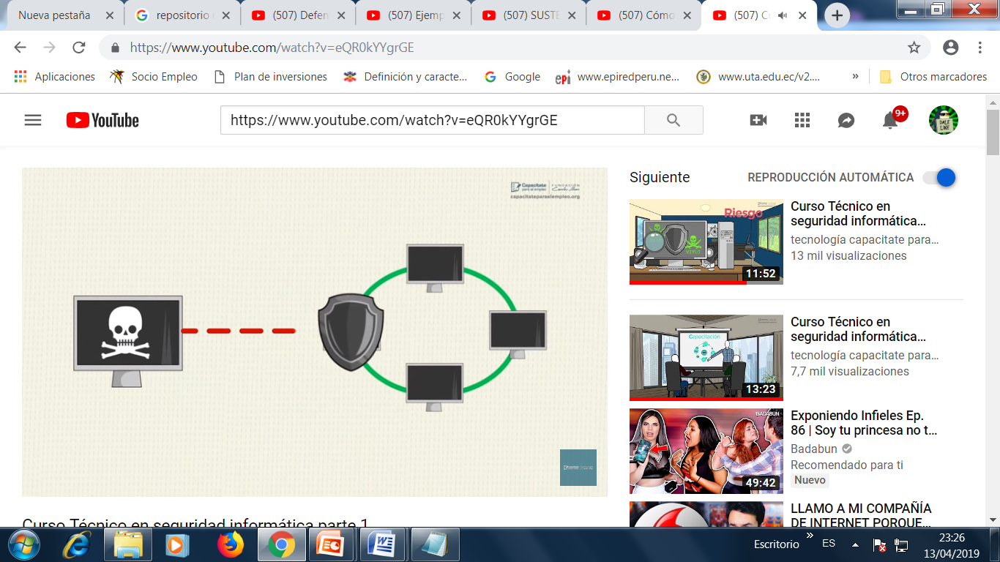 Nueva pestaña
repositorio
(507) Defen
(507) Ejemp
(507) SUSTE
(507) Cómo
(507) Cu
https://www.youtube.com/watch?v=eQR0kYYgrGE
Aplicaciones
Socio Empleo
Plan de inversiones
Definición y caracte...
Google
epi
www.epiredperu.ne...
www.uta.edu.ec/v2....
»
Otros marcadores
YouTube
https://www.youtube.com/watch?v=eQR0kYYgrGE
9+
DALE LIKE
Capacítate
para el empleo
FUNDACIÓN
Carlos Slim
capacitateparaelempleo.org
Siguiente
REPRODUCCIÓN AUTOMÁTICA
Riesgo
VIRUS
11:52
Curso Técnico en
seguridad informática...
tecnología capacitate para...
13 mil visualizaciones
Capacitación
13:23
Curso Técnico en
seguridad informática...
tecnología capacitate para...
7,7 mil visualizaciones
BADABUN
49:42
Exponiendo Infieles Ep.
86 | Soy tu princesa no t...
Badabun
Recomendado para ti
Nuevo
LLAMO A MI COMPAÑÍA
DE INTERNET PORQUE...
Curso Técnico en seguridad informática parte 1
Escritorio
»
ES
23:26
13/04/2019